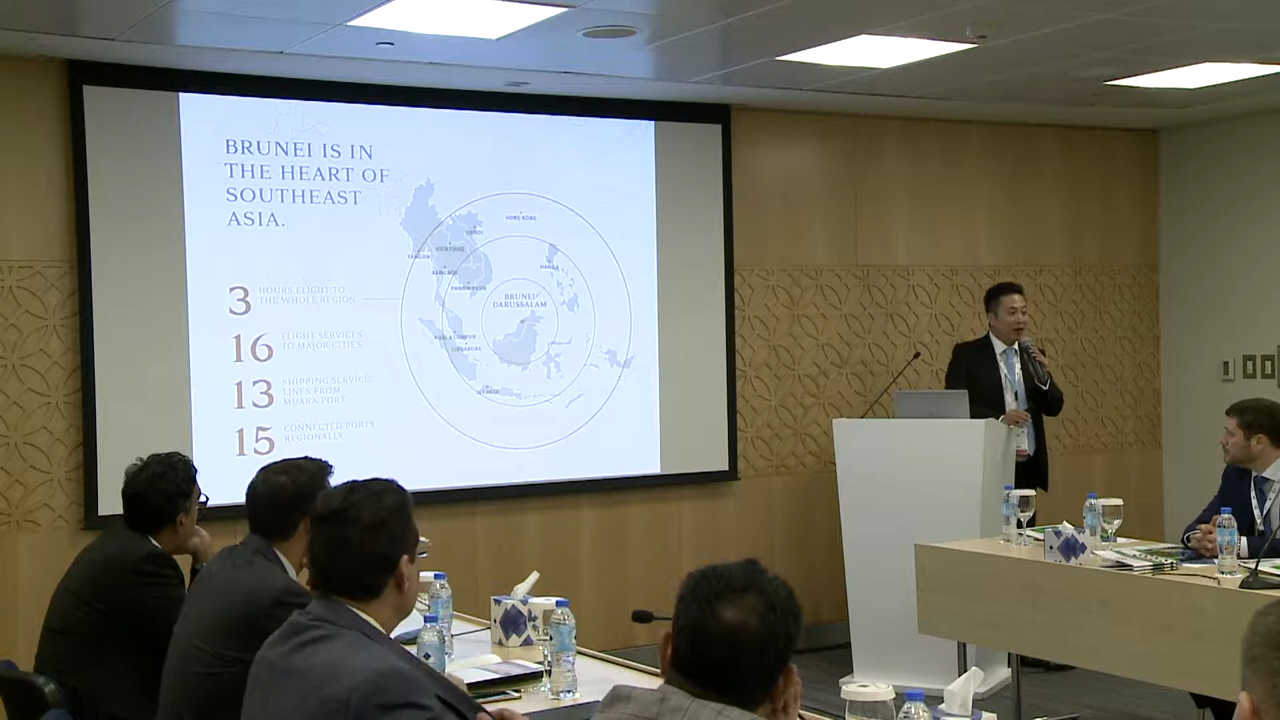 BRUNEI IS IN
THE HEART OF
SOUTHEAST
ASIA.
3 HOURS FLIGHT TO
THE WHOLE REGION
16 FLIGHT SERVICES
TO MAJOR CITIES
13 SHIPPING SERVICE
LINES FROM
MUARA PORT
15 CONNECTED PORTS
REGIONALLY
HONG KONG
HANOI
VIENTIANE
YANGON
BANGKOK
MANILA
PHNOM PENH
BRUNEI
DARUSSALAM
KUALA LUMPUR
SINGAPORE